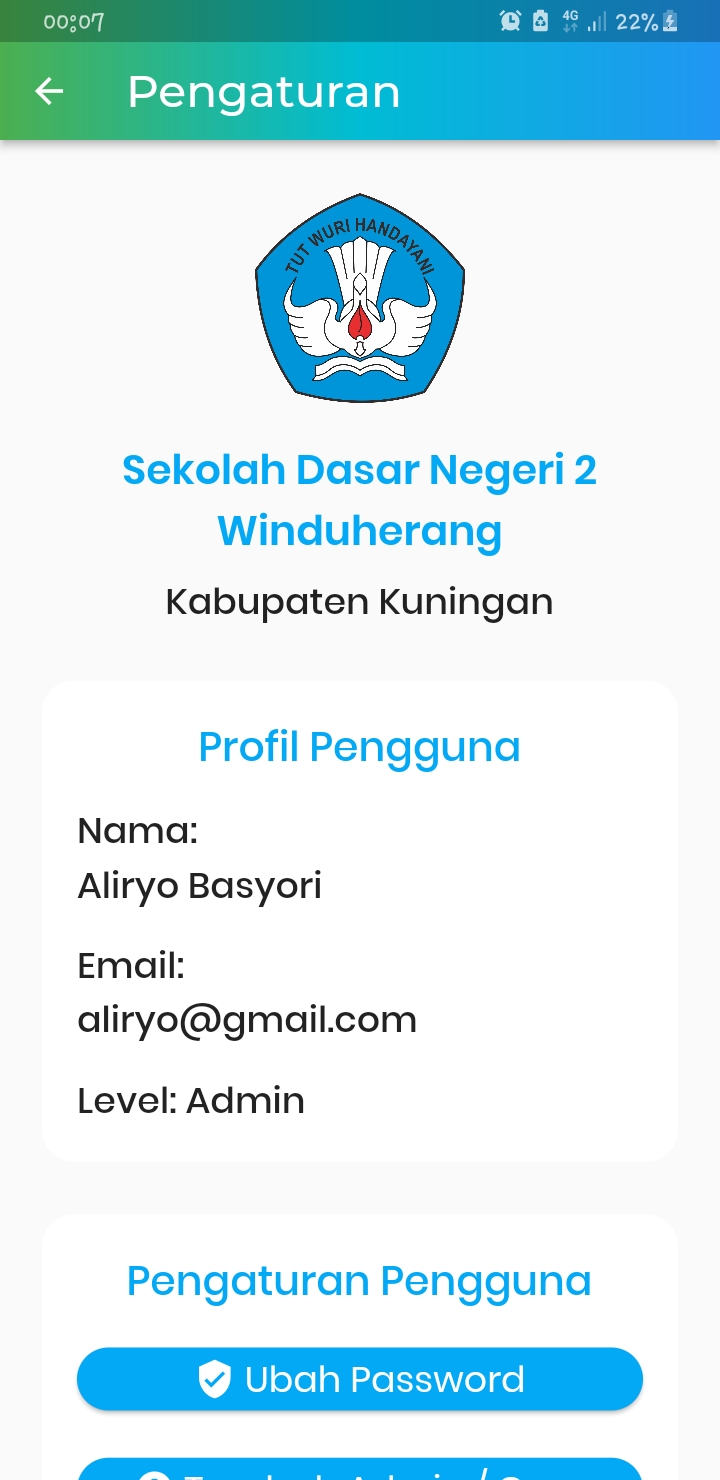 00:07
4G
22%
Pengaturan
TUT WURI HANDAYANI
Sekolah Dasar Negeri 2
Winduherang
Kabupaten Kuningan
Profil Pengguna
Nama:
Aliryo Basyori
Email:
aliryo@gmail.com
Level: Admin
Pengaturan Pengguna
Ubah Password